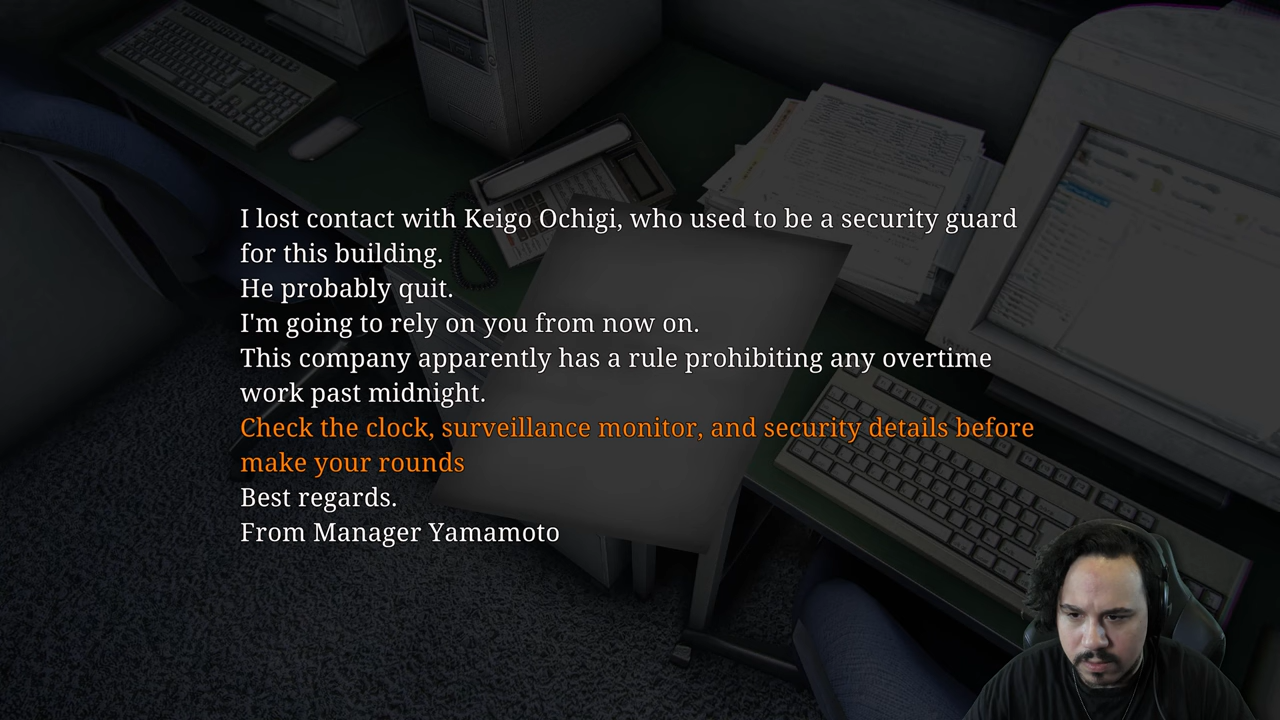 I lost contact with Keigo Ochigi, who used to be a security guard
for this building.
He probably quit.
I'm going to rely on you from now on.
This company apparently has a rule prohibiting any overtime
work past midnight.
Check the clock, surveillance monitor, and security details before
make your rounds
Best regards.
From Manager Yamamoto